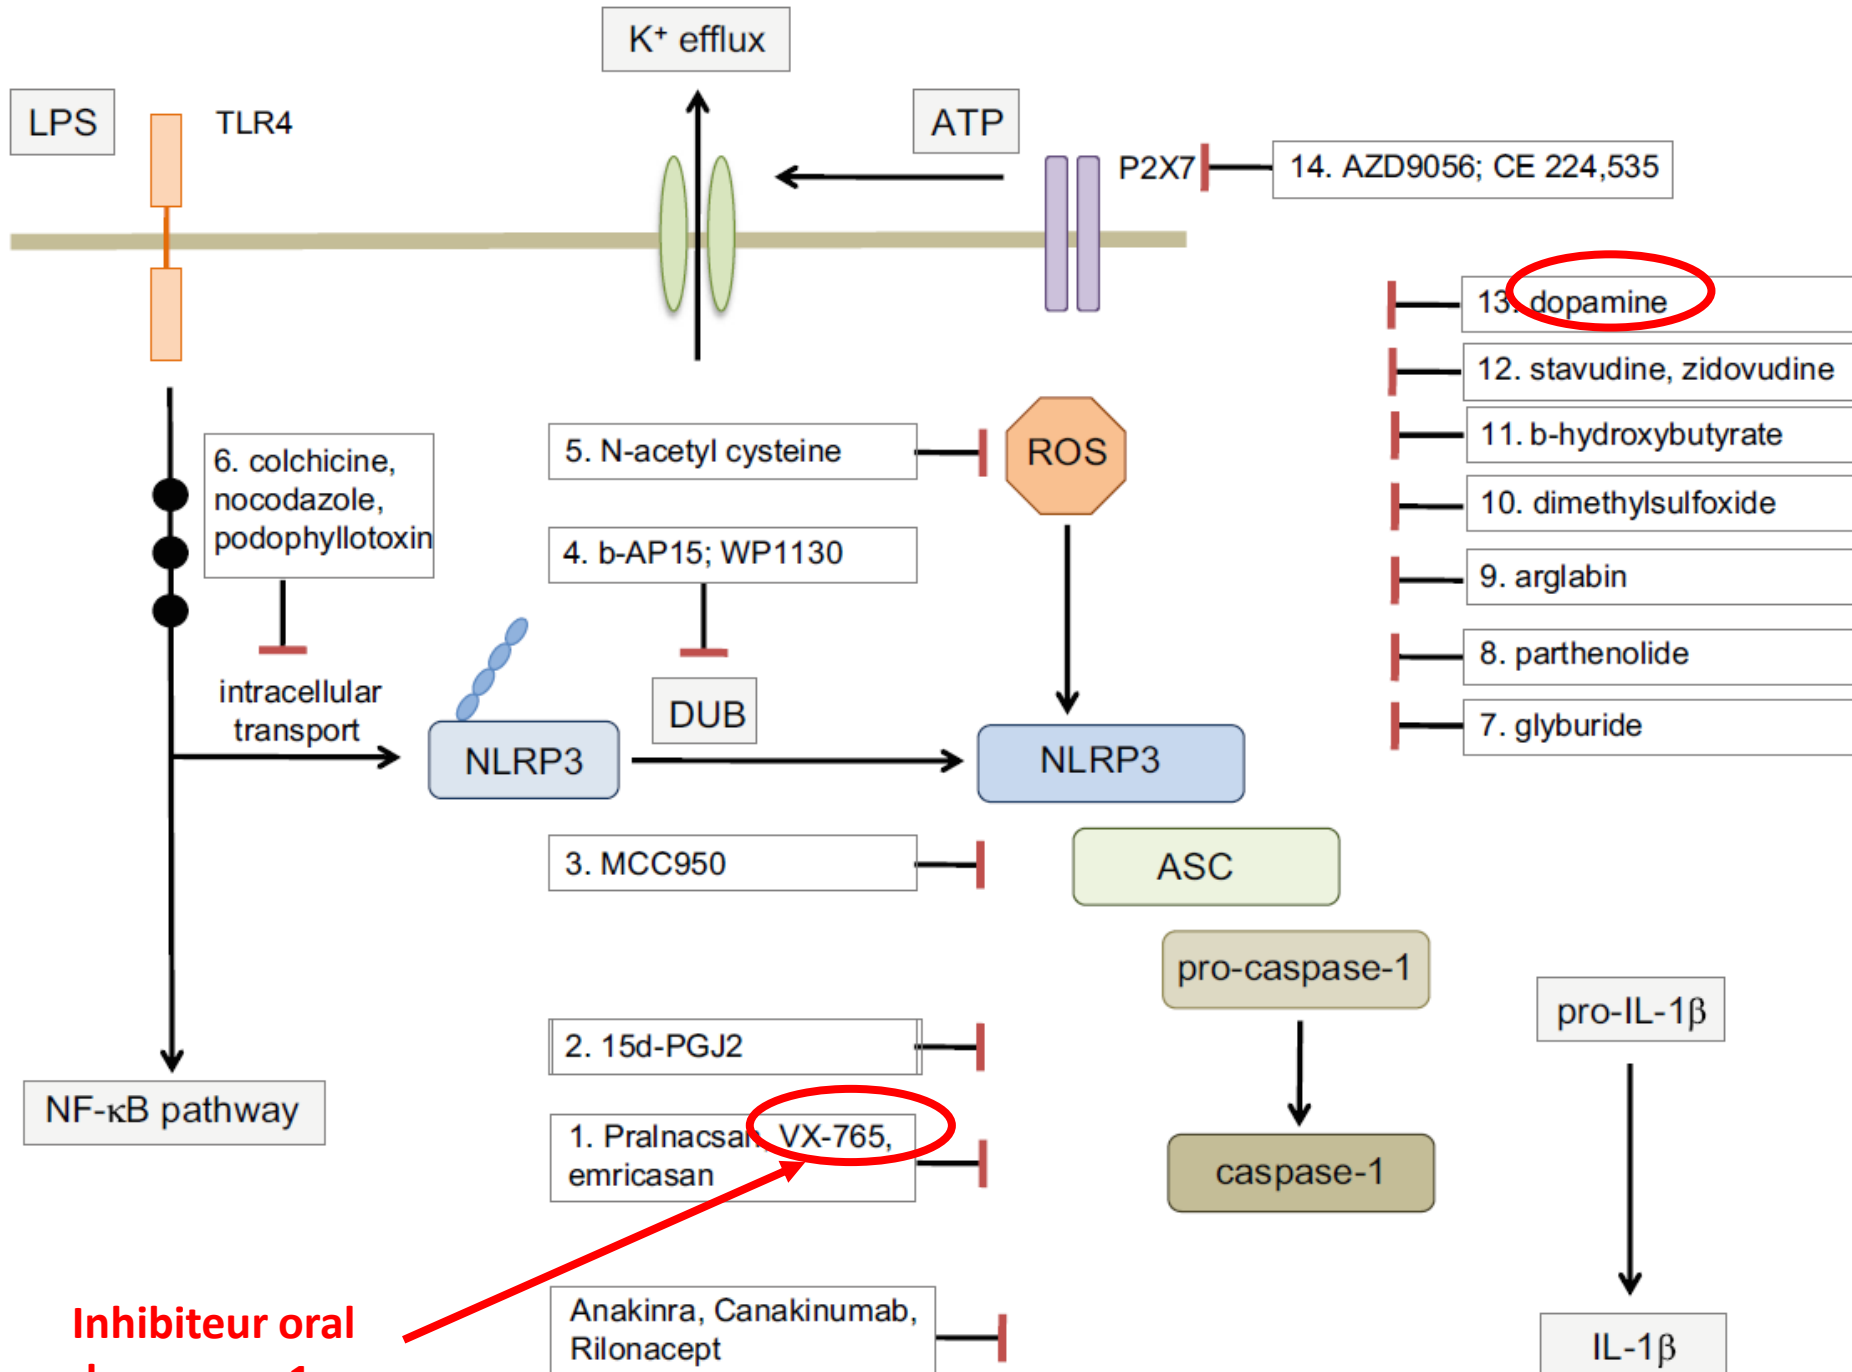 K⁺ efflux
LPS
TLR4
ATP
P2X7
14. AZD9056; CE 224,535
13. dopamine
12. stavudine, zidovudine
11. b-hydroxybutyrate
10. dimethylsulfoxide
9. arglabin
8. parthenolide
7. glyburide
6. colchicine,
nocodazole,
podophyllotoxin
5. N-acetyl cysteine
ROS
4. b-AP15; WP1130
intracellular
transport
DUB
NLRP3
NLRP3
3. MCC950
ASC
pro-caspase-1
2. 15d-PGJ2
pro-IL-1β
NF-κB pathway
1. Pralnacsan, VX-765,
emricasan
caspase-1
Anakinra, Canakinumab,
Rilonacept
IL-1β
Inhibiteur oral